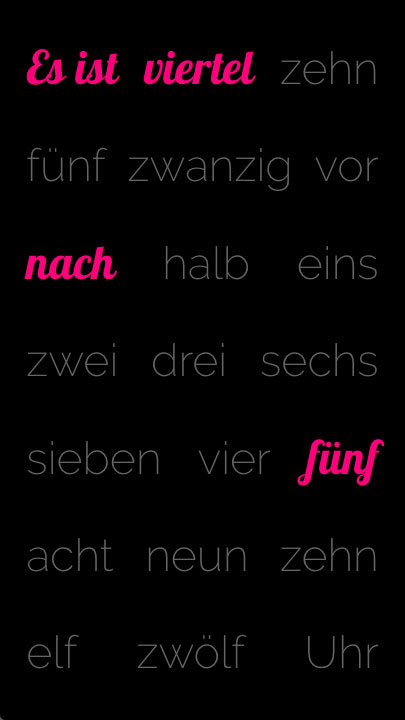 Es ist viertel zehn
fünf zwanzig vor
nach halb eins
zwei drei sechs
sieben vier fünf
acht neun zehn
elf zwölf Uhr